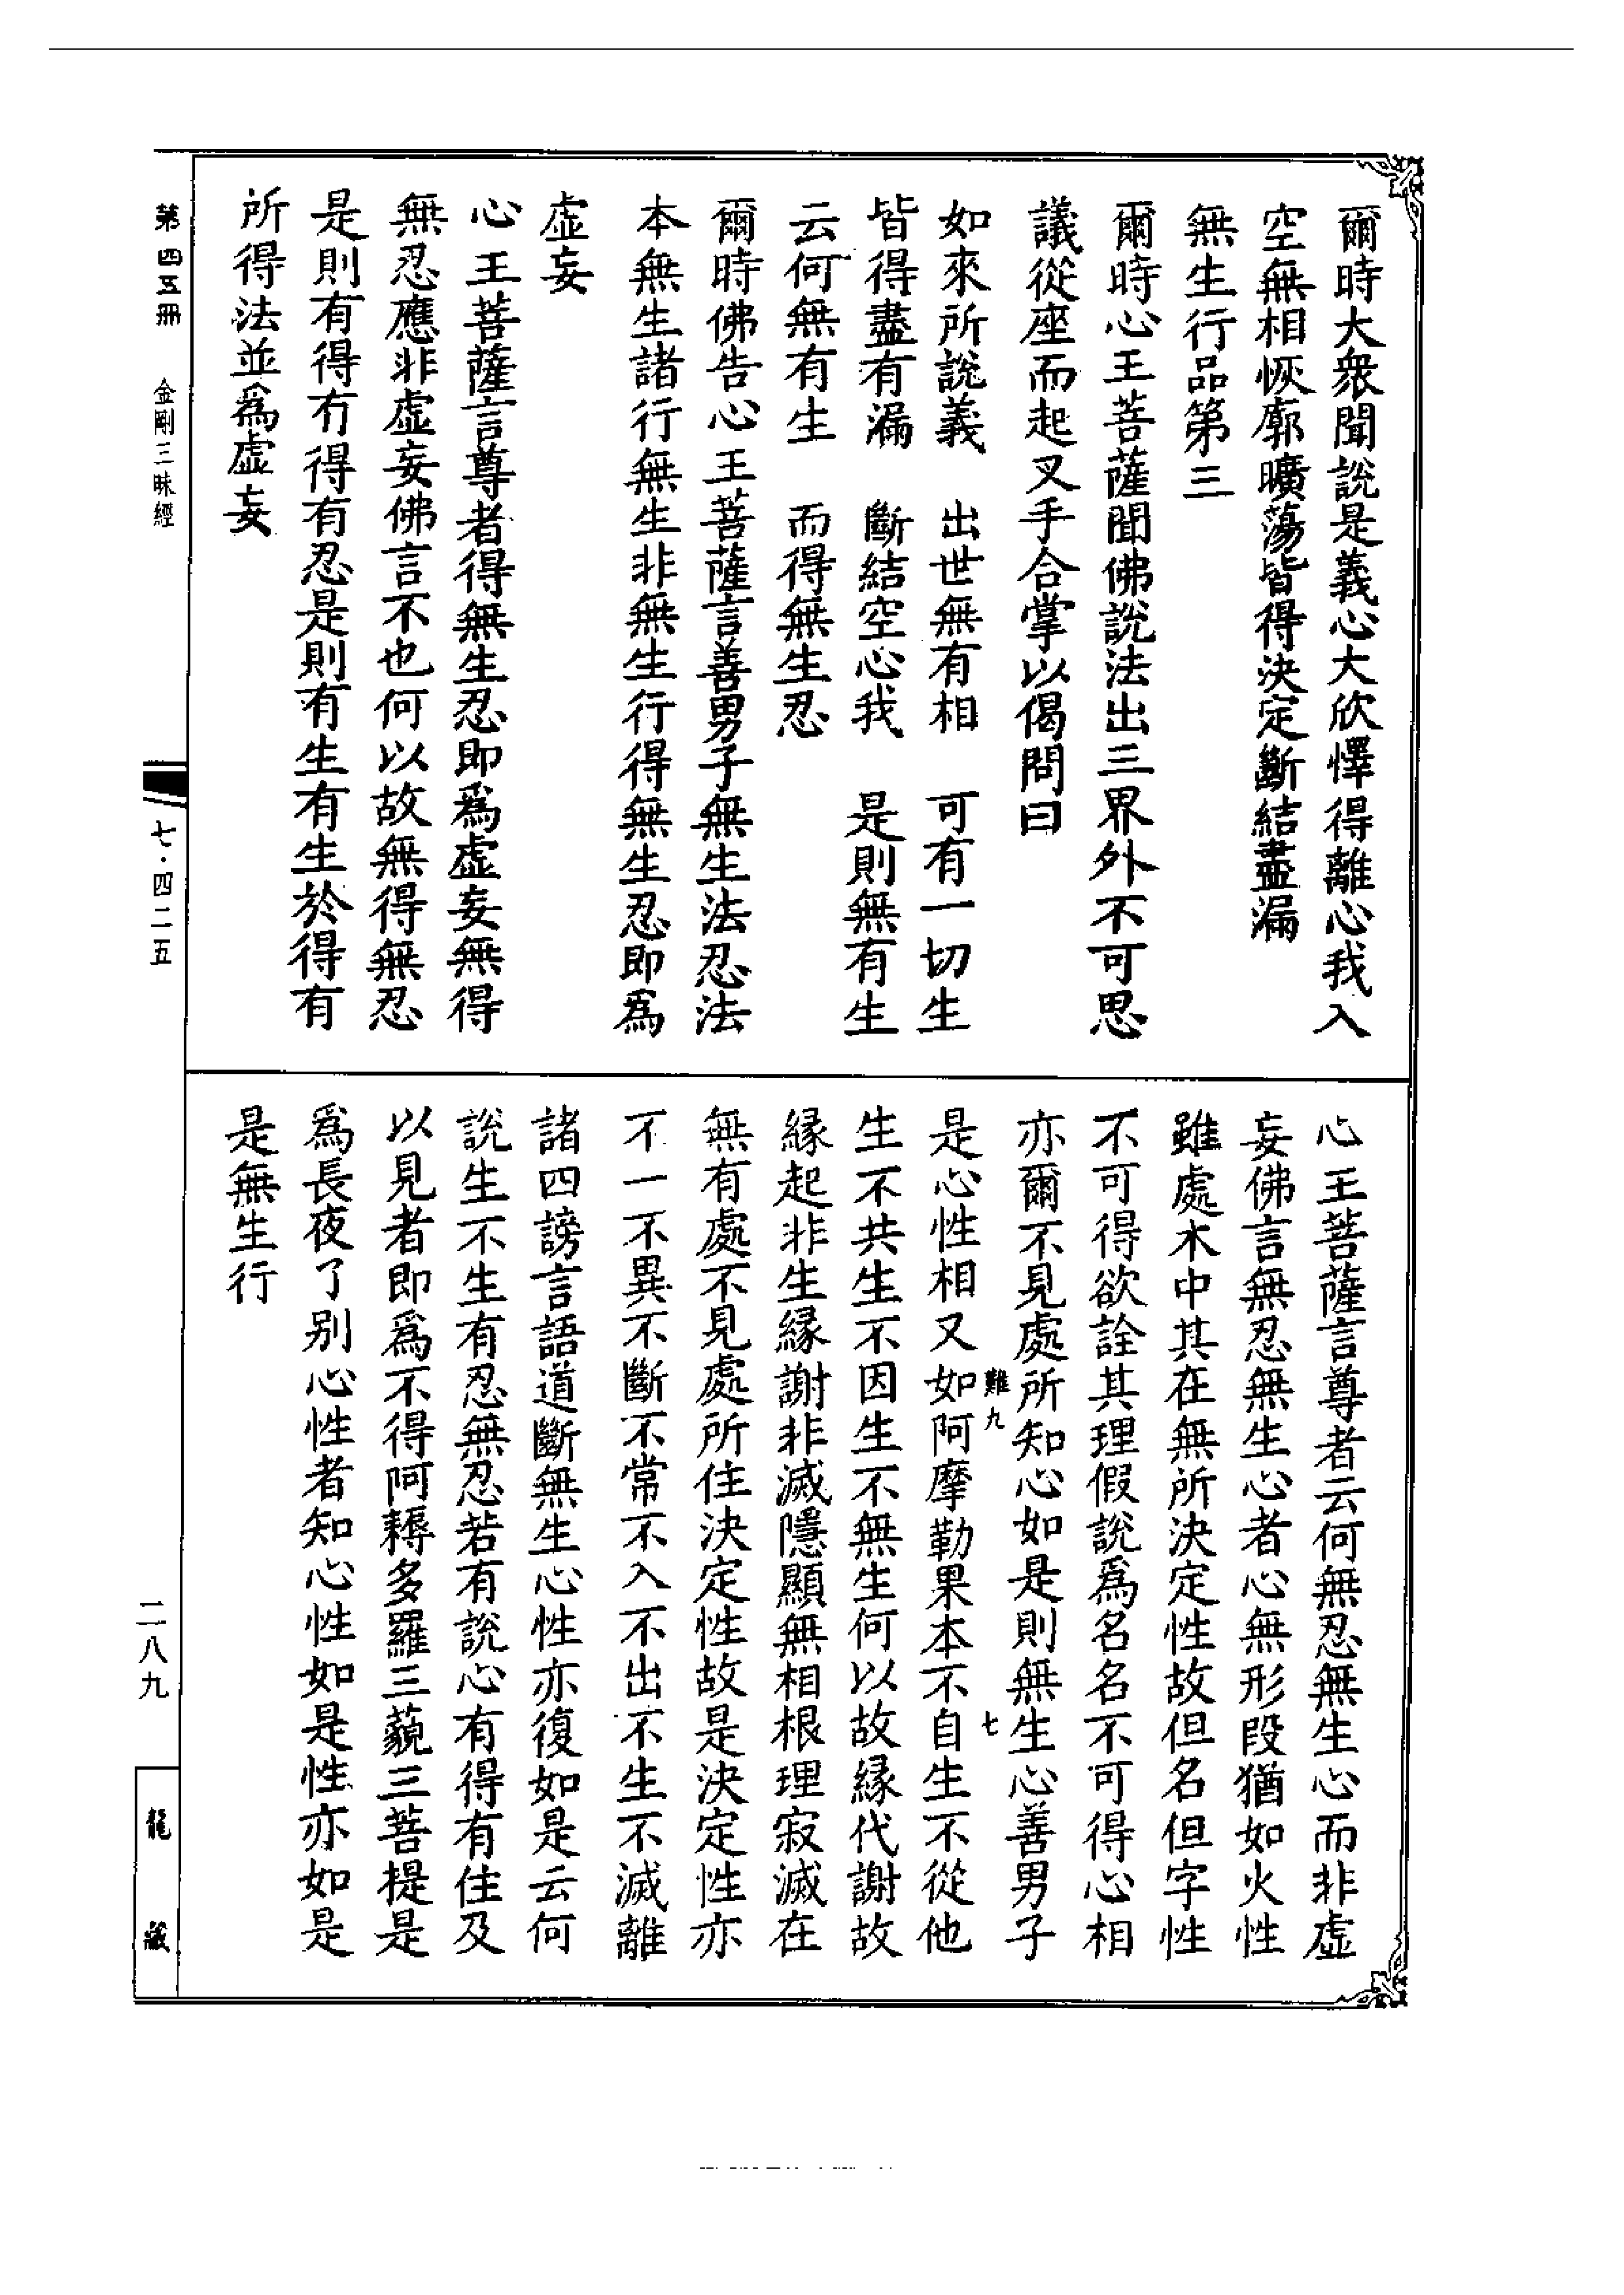 爾時大衆聞說是義心大欣懌得離心我入
空無相恢廓曠蕩皆得決定斷結盡漏
無生行品第三
爾時心王菩薩聞佛說法出三界外不可思
議從座而起叉手合掌以偈問曰
如來所說義　出世無有相　可有一切生
皆得盡有漏　斷結空心我　是則無有生
云何無有生　而得無生忍
爾時佛告心王菩薩言善男子無生法忍法
本無生諸行無生非無生行得無生忍即爲
虛妄
心王菩薩言尊者得無生忍即爲虛妄無得
無忍應非虛妄佛言不也何以故無得無忍
是則有得有得有忍是則有生有生於得有
所得法並爲虛妄
心王菩薩言尊者云何無忍無生心而非虛
妄佛言無忍無生心者心無形段猶如火性
雖處木中其在無所決定性故但名但字性
不可得欲詮其理假說爲名名不可得心相
亦爾不見處所知心如是則無生心善男子
難九　七
是心性相又如阿摩勒果本不自生不從他
生不共生不因生不無生何以故緣代謝故
緣起非生緣謝非滅隱顯無相根理寂滅在
無有處不見處所住決定性故是決定性亦
不一不異不斷不常不入不出不生不滅離
諸四謗言語道斷無生心性亦復如是云何
說生不生有忍無忍若有說心有得有住及
以見者即爲不得阿耨多羅三藐三菩提是
爲長夜了別心性者知心性如是性亦如是
是無生行
第四五冊　金剛三昧經
七·四二五
二八九
龍藏